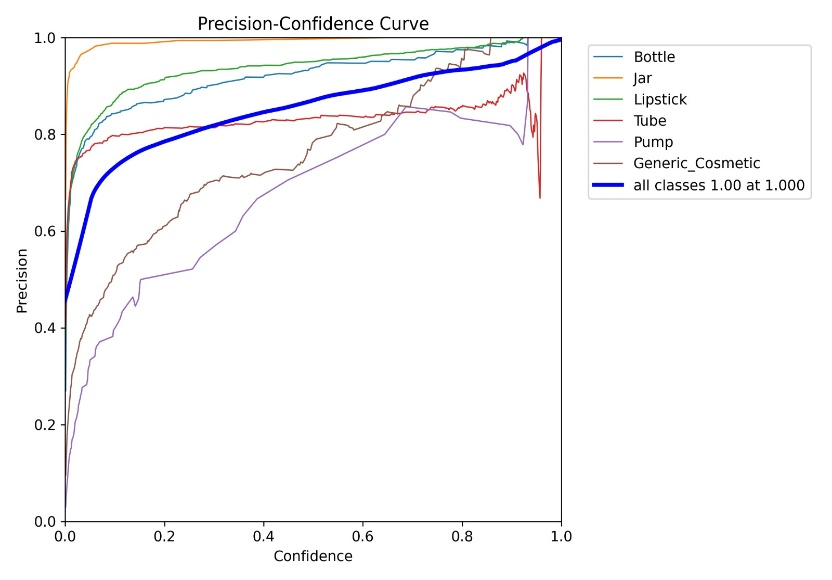 Precision-Confidence Curve
1.0
0.8
0.6
0.4
0.2
0.0
Precision
0.0 0.2 0.4 0.6 0.8 1.0
Confidence
Bottle
Jar
Lipstick
Tube
Pump
Generic_Cosmetic
all classes 1.00 at 1.000